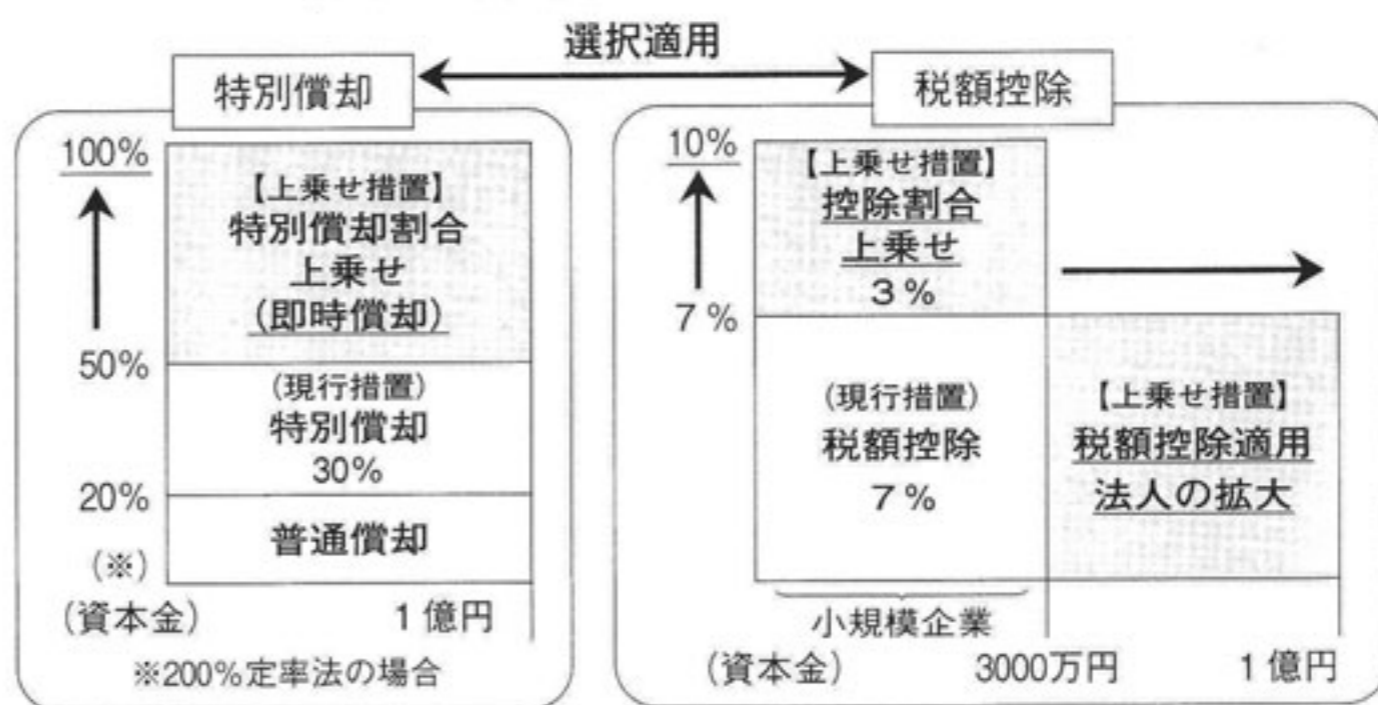 選択適用
特別償却
100%
【上乗せ措置】
特別償却割合
上乗せ
(即時償却)
50%
(現行措置)
特別償却
30%
20%
普通償却
(※)
(資本金)
1億円
※200%定率法の場合
税額控除
10%
【上乗せ措置】
控除割合
上乗せ
3%
7%
(現行措置)
税額控除
7%
【上乗せ措置】
税額控除適用
法人の拡大
小規模企業
(資本金)
3000万円
1億円